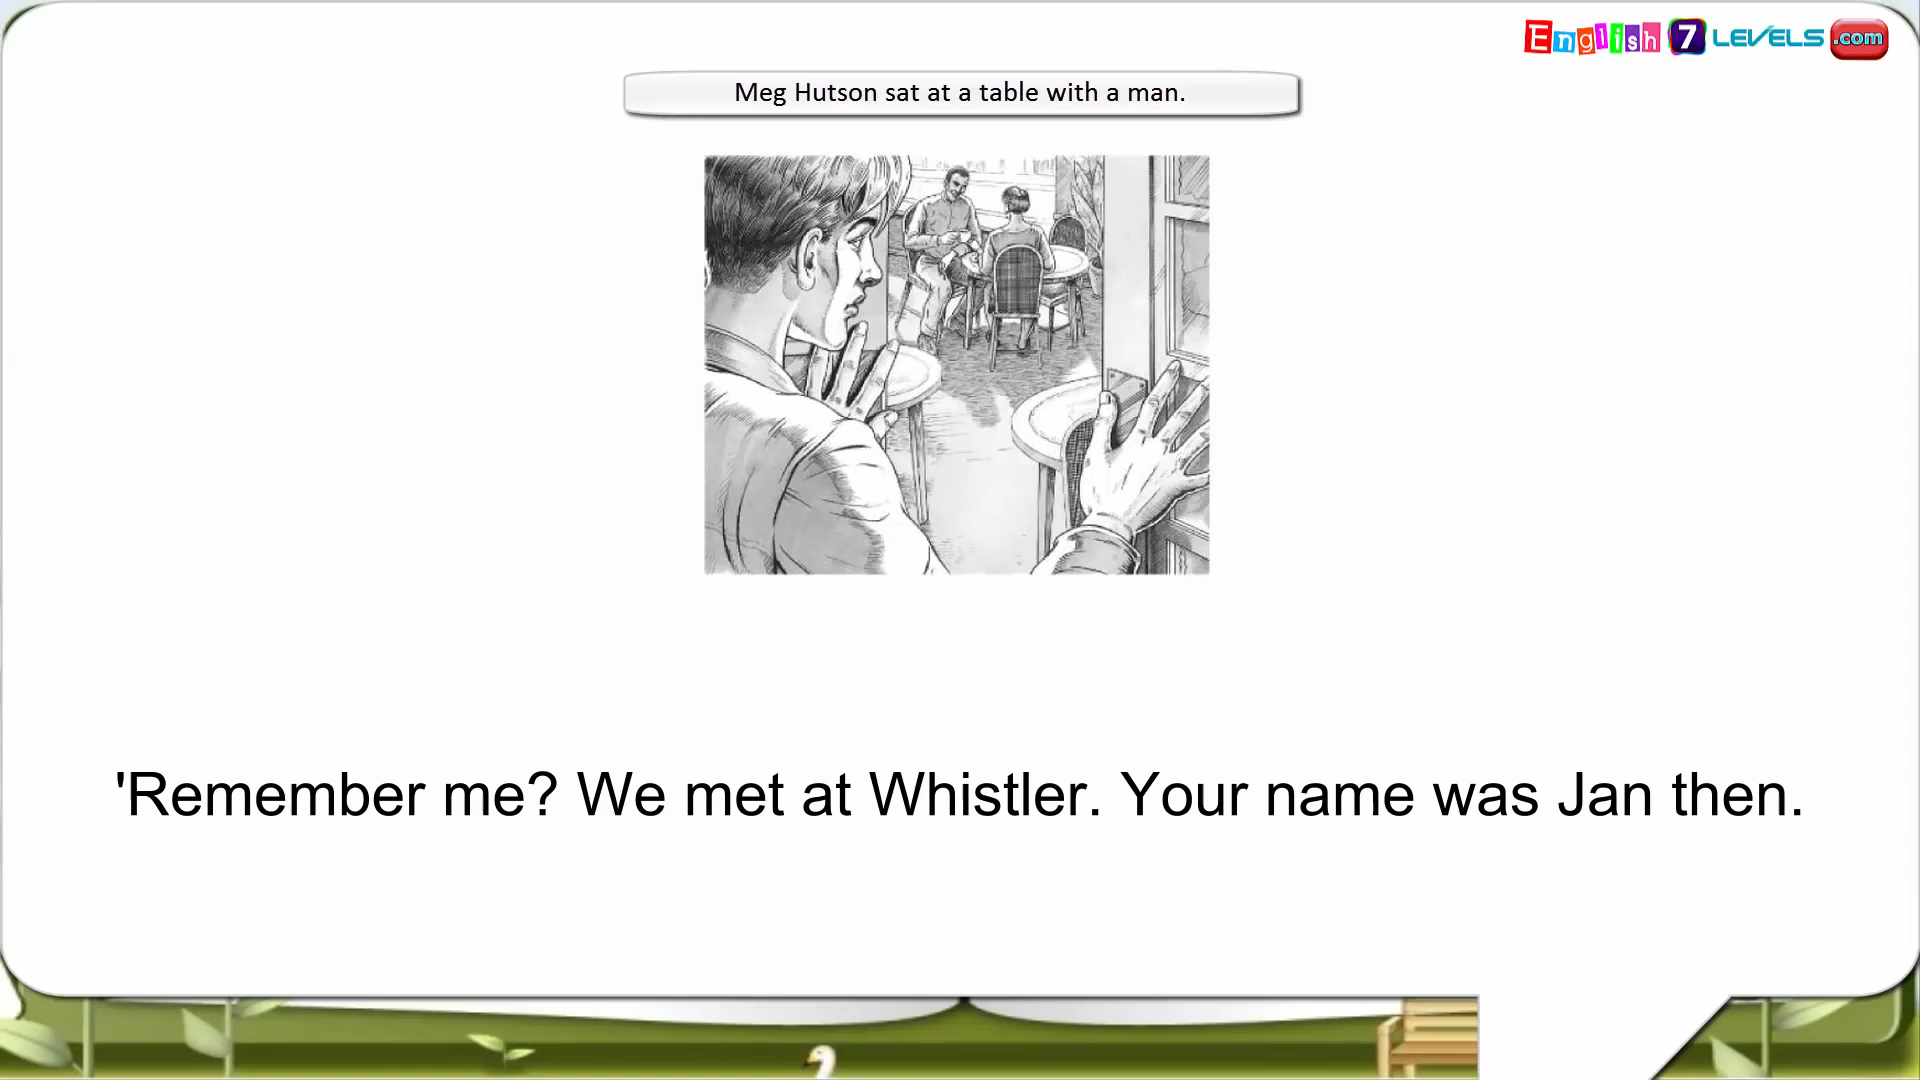 English 7 LEVELS .com
Meg Hutson sat at a table with a man.
'Remember me? We met at Whistler. Your name was Jan then.